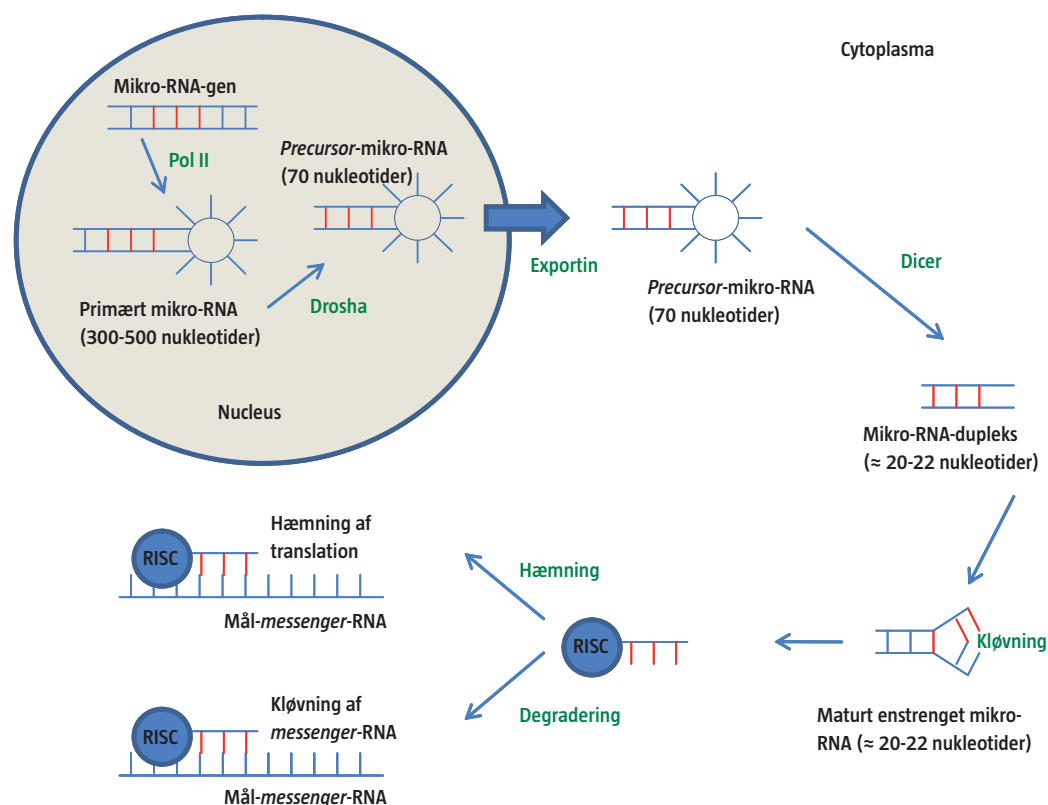 Cytoplasma
Mikro-RNA-gen
Pol II
Precursor-mikro-RNA
(70 nukleotider)
Primært mikro-RNA
(300-500 nukleotider)
Drosha
Nucleus
Exportin
Precursor-mikro-RNA
(70 nukleotider)
Dicer
Mikro-RNA-dupleks
(≈ 20-22 nukleotider)
Kløvning
Maturt enstrenget mikro-
RNA (≈ 20-22 nukleotider)
RISC
Hæmning
Degradering
RISC
Hæmning af
translation
Mål-messenger-RNA
RISC
Kløvning af
messenger-RNA
Mål-messenger-RNA